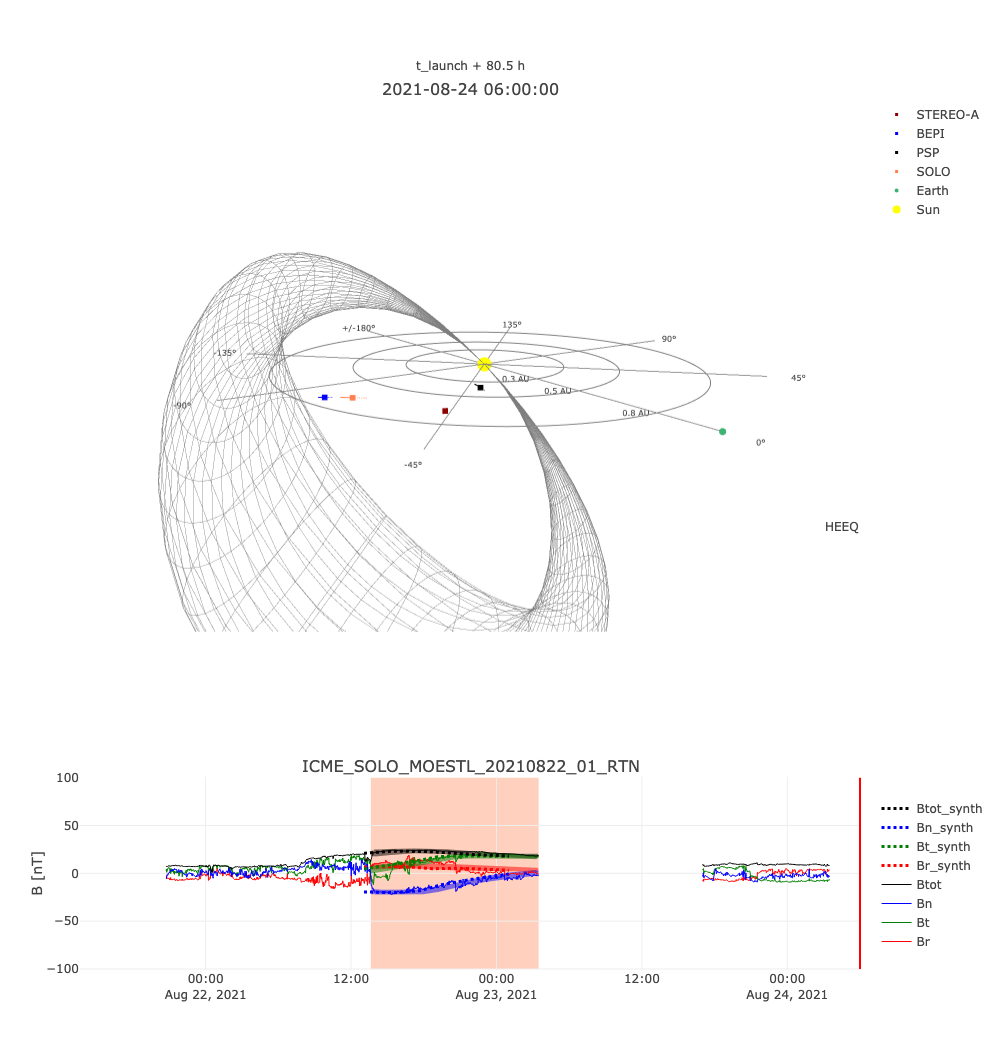 t_launch + 80.5 h
2021-08-24 06:00:00
STEREO-A
BEPI
PSP
SOLO
Earth
Sun
+/-180°
135°
90°
-135°
45°
0.3 AU
0.5 AU
-90°
0.8 AU
0°
-45°
HEEQ
ICME_SOLO_MOESTL_20210822_01_RTN
B [nT]
100
50
0
−50
−100
00:00
Aug 22, 2021
12:00
00:00
Aug 23, 2021
12:00
00:00
Aug 24, 2021
Btot_synth
Bn_synth
Bt_synth
Br_synth
Btot
Bn
Bt
Br